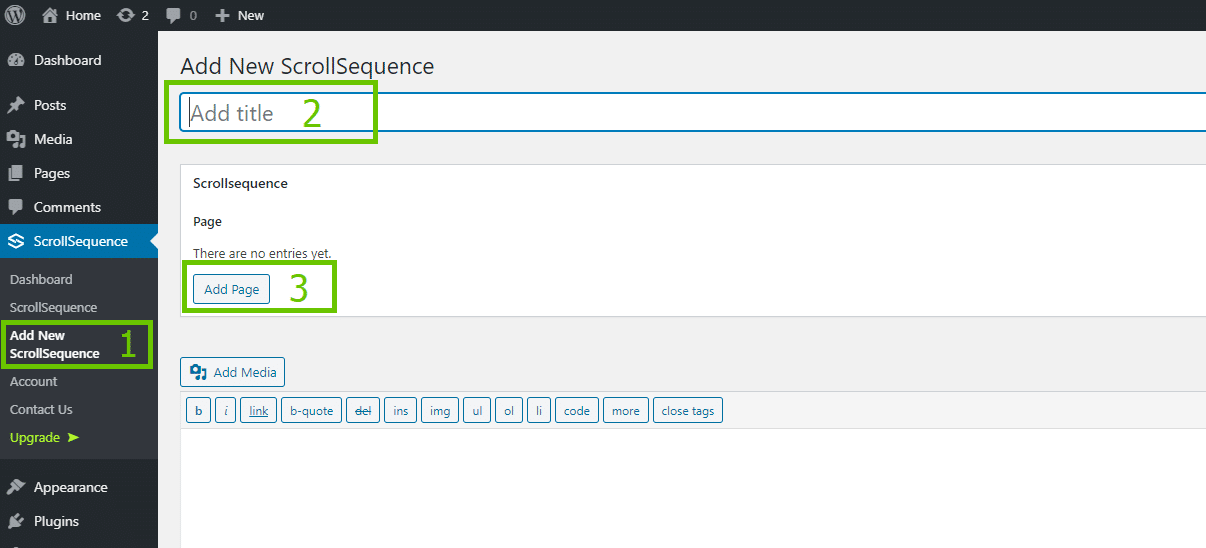 Home 2 0 New
Dashboard
Posts
Media
Pages
Comments
ScrollSequence
Dashboard
ScrollSequence
Add New
ScrollSequence 1
Account
Contact Us
Upgrade ➤
Appearance
Plugins
Add New ScrollSequence
Add title 2
Scrollsequence
Page
There are no entries yet.
Add Page 3
Add Media
b i link b-quote del ins img ul ol li code more close tags